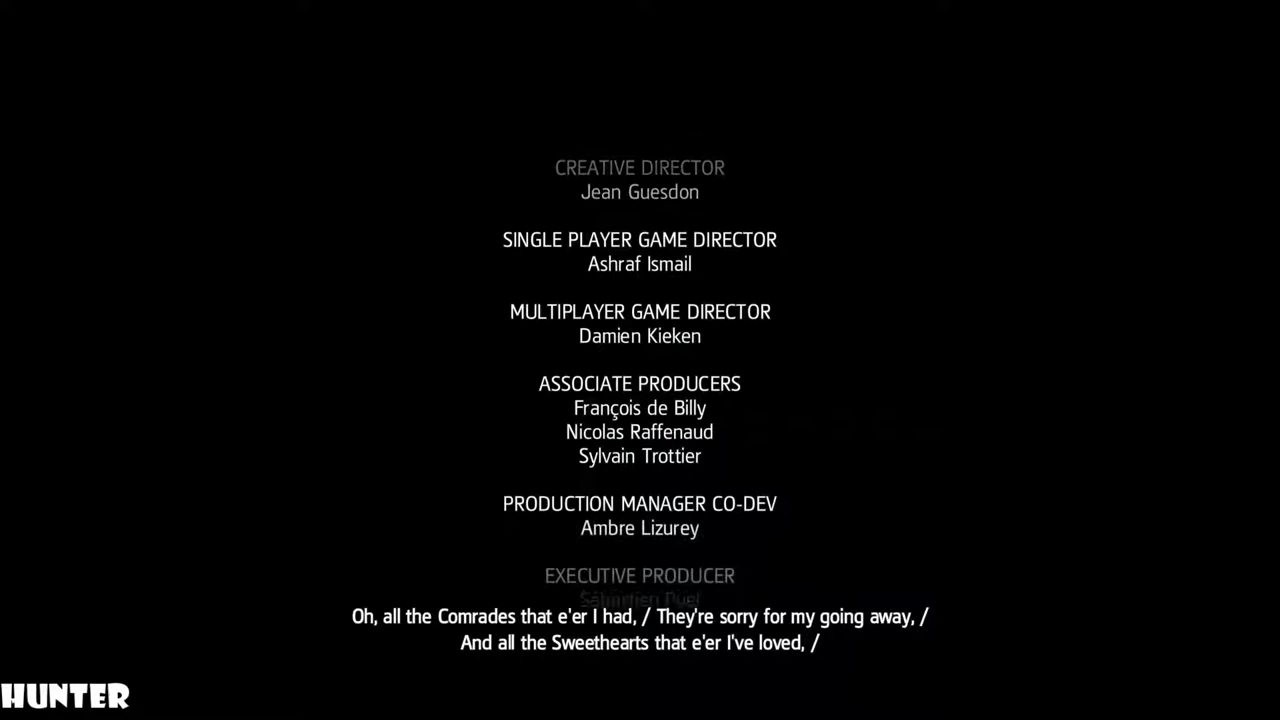 CREATIVE DIRECTOR
Jean Guesdon
SINGLE PLAYER GAME DIRECTOR
Ashraf Ismail
MULTIPLAYER GAME DIRECTOR
Damien Kieken
ASSOCIATE PRODUCERS
François de Billy
Nicolas Raffenaud
Sylvain Trottier
PRODUCTION MANAGER CO-DEV
Ambre Lizurey
EXECUTIVE PRODUCER
Oh, all the Comrades that e'er I had, / They're sorry for my going away, /
And all the Sweethearts that e'er I've loved, /
HUNTER